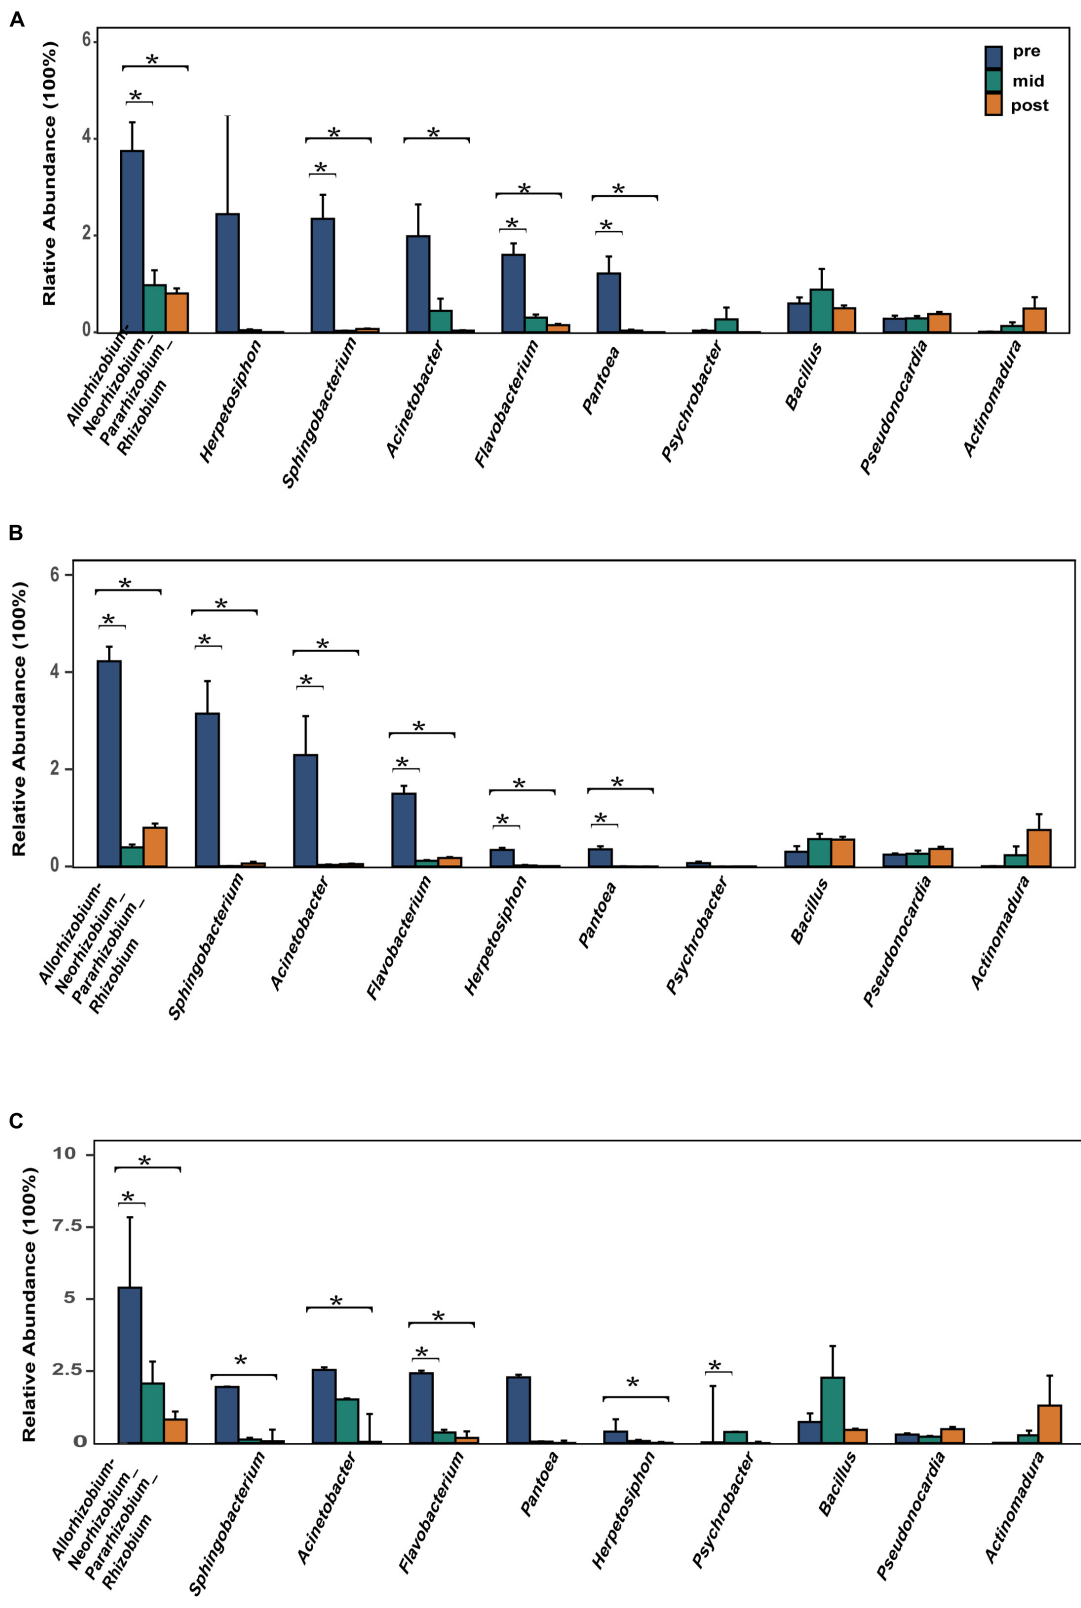 A
Rlative Abundance (100%)
6
4
2
0
pre
mid
post
*
*
*
*
*
*
*
*
*
Allorhizobium-
Neorhizobium_
Pararhizobium_
Rhizobium
Herpetosiphon
Sphingobacterium
Acinetobacter
Flavobacterium
Pantoea
Psychrobacter
Bacillus
Pseudonocardia
Actinomadura
B
Relative Abundance (100%)
6
4
2
0
*
*
*
*
*
*
*
*
*
*
*
*
Allorhizobium-
Neorhizobium_
Pararhizobium_
Rhizobium
Sphingobacterium
Acinetobacter
Flavobacterium
Herpetosiphon
Pantoea
Psychrobacter
Bacillus
Pseudonocardia
Actinomadura
C
Relative Abundance (100%)
10
7.5
5
2.5
0
*
*
*
*
*
*
*
*
Allorhizobium-
Neorhizobium_
Pararhizobium_
Rhizobium
Sphingobacterium
Acinetobacter
Flavobacterium
Pantoea
Herpetosiphon
Psychrobacter
Bacillus
Pseudonocardia
Actinomadura